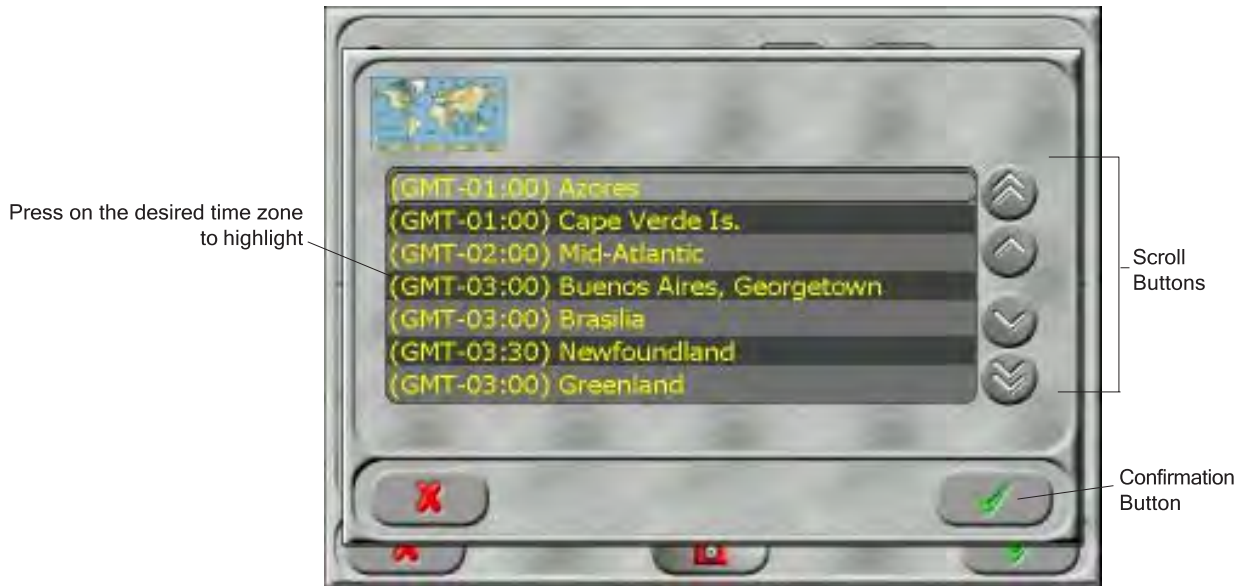 Press on the desired time zone
to highlight
(GMT-01:00) Azores
(GMT-01:00) Cape Verde Is.
(GMT-02:00) Mid-Atlantic
(GMT-03:00) Buenos Aires, Georgetown
(GMT-03:00) Brasilia
(GMT-03:30) Newfoundland
(GMT-03:00) Greenland
Scroll
Buttons
Confirmation
Button